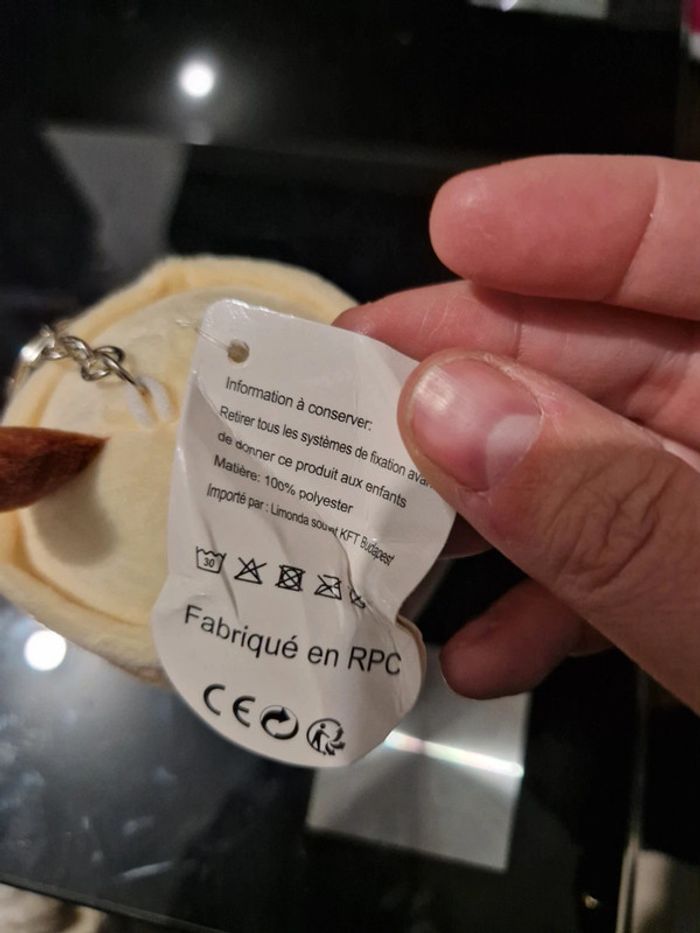 Information à conserver:
Retirer tous les systèmes de fixation
de donner ce produit aux enfants
Matière: 100% polyester
Importé par : Limonda KFT Budapest
30
Fabriqué en RPC
CE